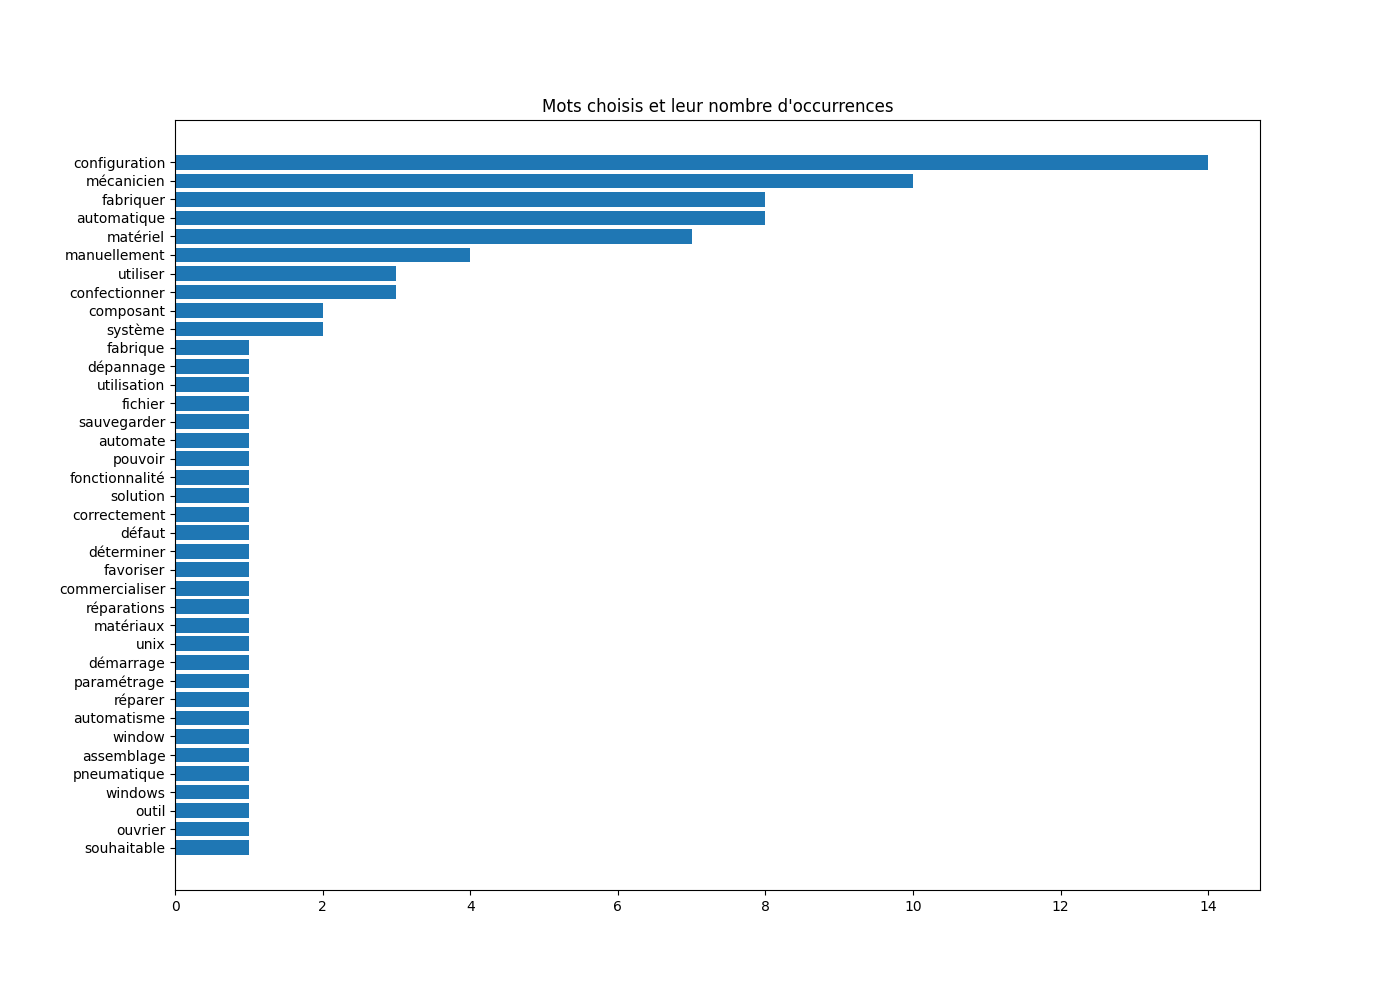 Mots choisis et leur nombre d'occurrences
configuration
mécanicien
fabriquer
automatique
matériel
manuellement
utiliser
confectionner
composant
système
fabrique
dépannage
utilisation
fichier
sauvegarder
automate
pouvoir
fonctionnalité
solution
correctement
défaut
déterminer
favoriser
commercialiser
réparations
matériaux
unix
démarrage
paramétrage
réparer
automatisme
window
assemblage
pneumatique
windows
outil
ouvrier
souhaitable
0 2 4 6 8 10 12 14